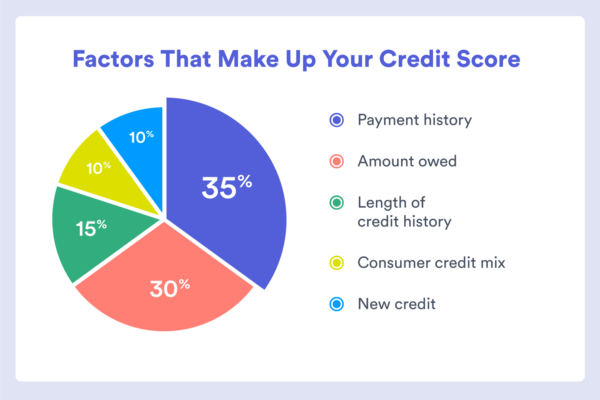 Factors That Make Up Your Credit Score
10%
10%
35%
15%
30%
Payment history
Amount owed
Length of
credit history
Consumer credit mix
New credit